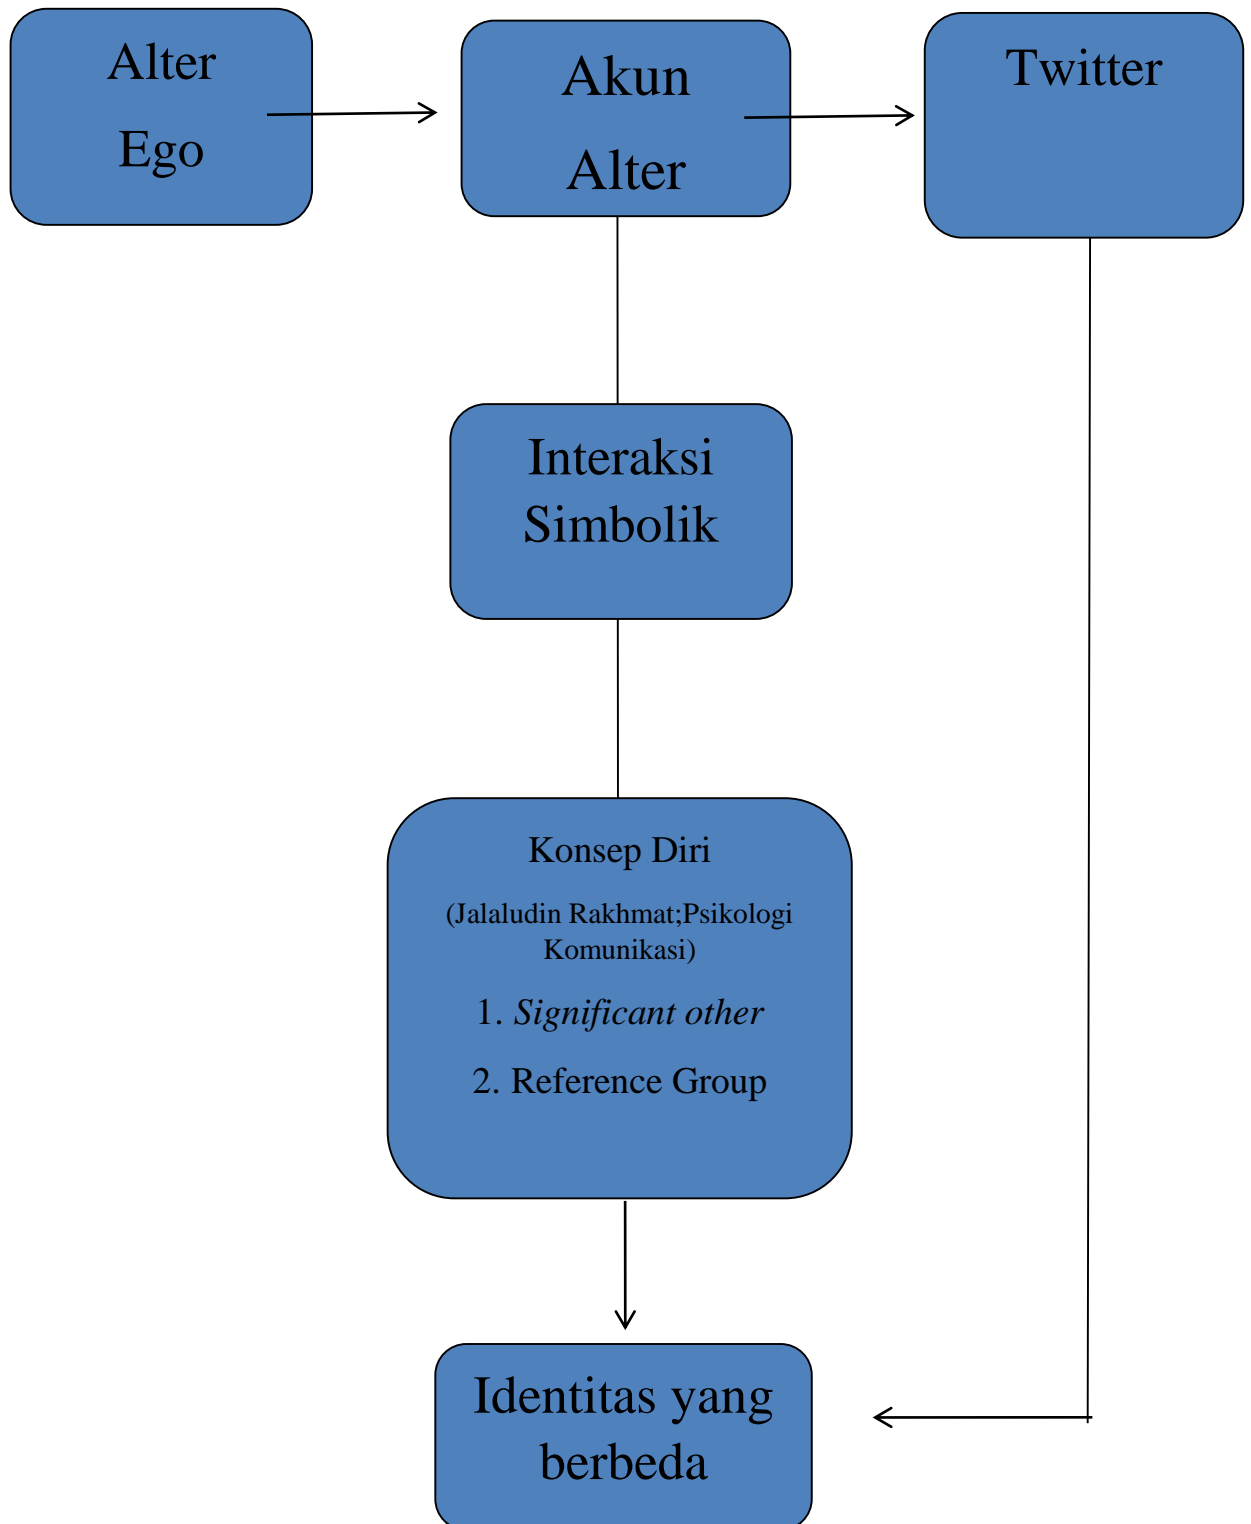 Alter
Ego
Akun
Alter
Twitter
Interaksi
Simbolik
Konsep Diri
(Jalaludin Rakhmat;Psikologi
Komunikasi)
1. Significant other
2. Reference Group
Identitas yang
berbeda